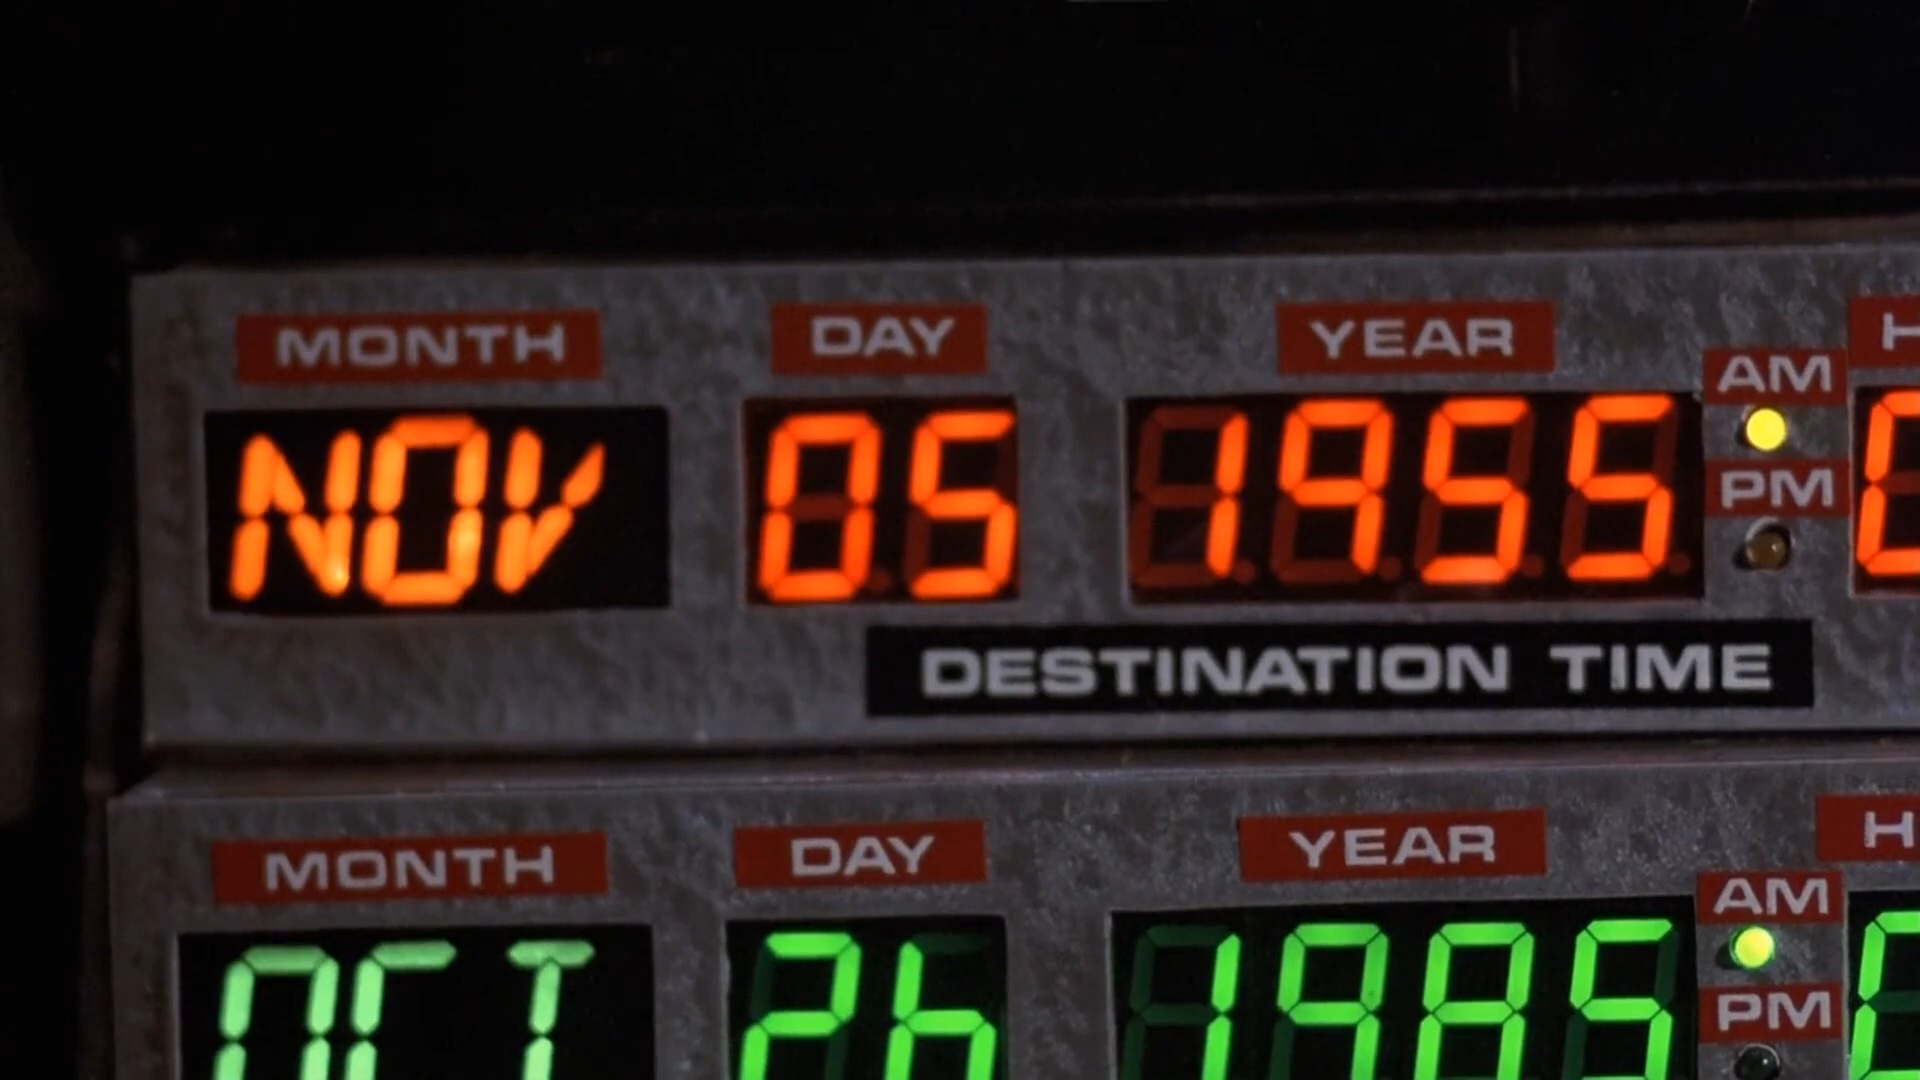 MONTH DAY YEAR
AM
NOV 05 1955
PM
DESTINATION TIME
MONTH DAY YEAR
AM
OCT 26 1985
PM